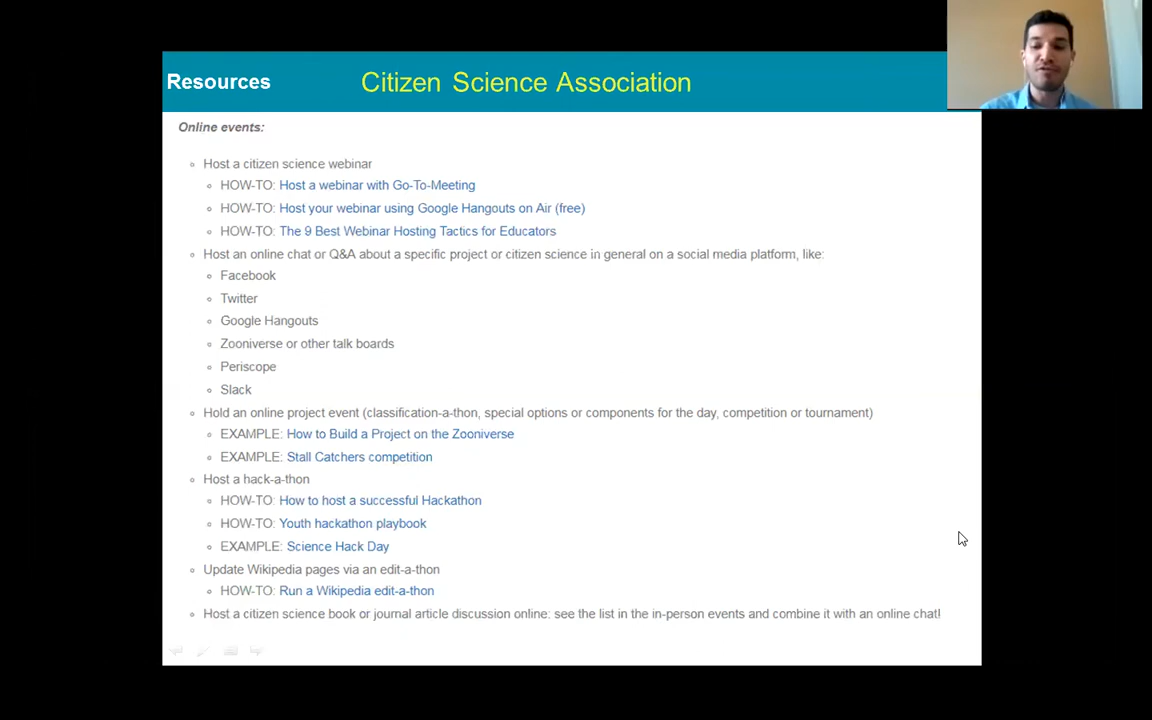 Resources
Citizen Science Association
Online events:
Host a citizen science webinar
HOW-TO: Host a webinar with Go-To-Meeting
HOW-TO: Host your webinar using Google Hangouts on Air (free)
HOW-TO: The 9 Best Webinar Hosting Tactics for Educators
Host an online chat or Q&A about a specific project or citizen science in general on a social media platform, like:
Facebook
Twitter
Google Hangouts
Zooniverse or other talk boards
Periscope
Slack
Hold an online project event (classification-a-thon, special options or components for the day, competition or tournament)
EXAMPLE: How to Build a Project on the Zooniverse
EXAMPLE: Stall Catchers competition
Host a hack-a-thon
HOW-TO: How to host a successful Hackathon
HOW-TO: Youth hackathon playbook
EXAMPLE: Science Hack Day
Update Wikipedia pages via an edit-a-thon
HOW-TO: Run a Wikipedia edit-a-thon
Host a citizen science book or journal article discussion online: see the list in the in-person events and combine it with an online chat!